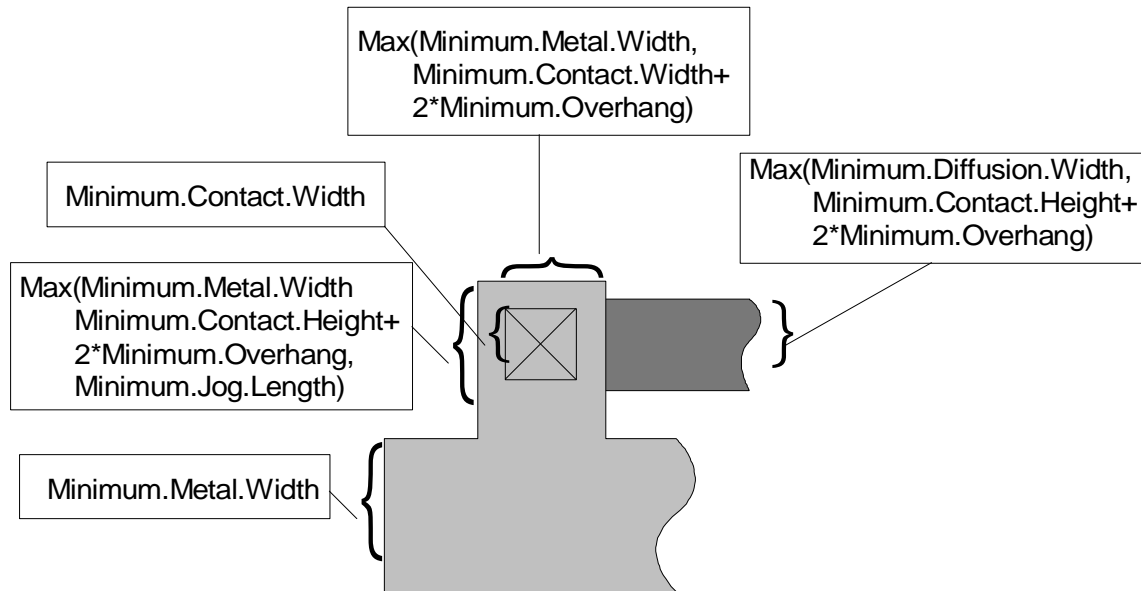 Max(Minimum.Metal.Width,
Minimum.Contact.Width+
2*Minimum.Overhang)
Minimum.Contact.Width
Max(Minimum.Diffusion.Width,
Minimum.Contact.Height+
2*Minimum.Overhang)
Max(Minimum.Metal.Width
Minimum.Contact.Height+
2*Minimum.Overhang,
Minimum.Jog.Length)
Minimum.Metal.Width